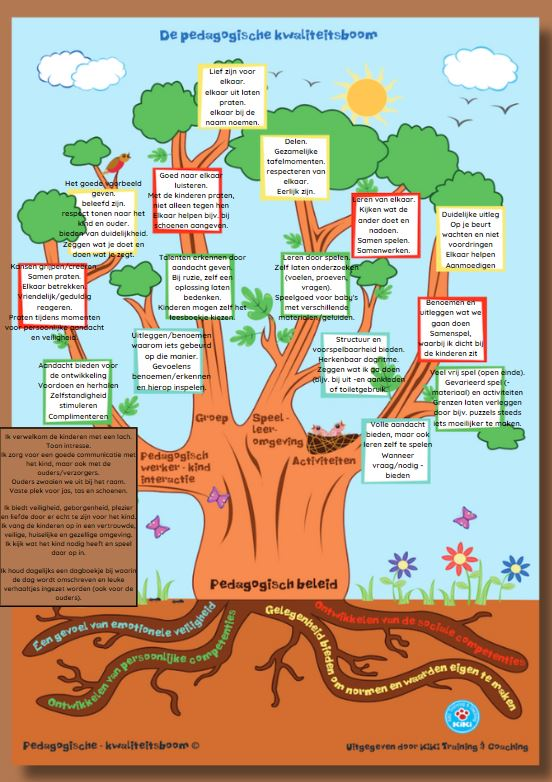 De pedagogische kwaliteitsboom
Lief zijn voor
elkaar.
elkaar uit laten
praten.
elkaar bij de
naam noemen.
Delen.
Gezamelijke
tafelmomenten.
respecteren van
elkaar.
Eerlijk zijn.
Het goede voorbeeld
geven.
beleefd zijn.
respect tonen naar het
kind en ouder.
bieden van duidelijkheid.
Zeggen wat je doet en
doen wat je zegt.
Goed naar elkaar
luisteren.
Met de kinderen praten,
niet alleen tegen hen
Elkaar helpen bijv. bij
schoenen aangeven.
Leren van elkaar.
Kijken wat de
ander doet en
nadoen.
Samen spelen.
Samenwerken.
Duidelijke uitleg
Op je beurt
wachten en niet
voordringen
Elkaar helpen
Aanmoedigen
Kansen grijpen/creëren
Samen praten.
Elkaar betrekken.
Vriendelijk/geduldig
reageren.
Praten tijdens momenten
voor persoonlijke aandacht
en veiligheid.
Talenten erkennen door
aandacht geven.
Bij ruzie, zelf een
oplossing laten
bedenken.
Kinderen mogen zelf het
leesboekje kiezen.
Leren door spelen.
Zelf laten onderzoeken
(voelen, proeven,
vragen).
Speelgoed voor baby's
met verschillende
materialen/geluiden.
Benoemen en
uitleggen wat we
gaan doen
Samenspel,
waarbij ik dicht bij
de kinderen zit
Uitleggen/benoemen
waarom iets gebeurd
op die manier.
Gevoelens
benoemen/erkennen
en hierop inspelen.
Structuur en
voorspelbaarheid bieden.
Herkenbaar dagritme.
Zeggen wat ik ga doen
(bijv. bij uit -en aankleden
of toiletgebruik.
Aandacht bieden voor
de ontwikkeling
Voordoen en herhalen
Zelfstandigheid
stimuleren
Complimenteren
Veel vrij spel (open einde).
Gevarieerd spel (-
materiaal) en activiteiten
Grenzen laten verleggen
door bijv. puzzels steeds
iets moeilijker te maken.
Volle aandacht
bieden, maar ook
leren zelf te spelen
Wanneer
vraag/nodig -
bieden
Groep
Speel -
leer-
omgeving
Activiteiten
Pedagogisch
werker - kind
interactie
Ik verwelkom de kinderen met een lach.
Toon intresse.
Ik zorg voor een goede communicatie met
het kind, maar ook met de
ouders/verzorgers.
Ouders zwaaien we uit bij het raam.
Vaste plek voor jas, tas en schoenen.
Ik biedt veiligheid, geborgenheid, plezier
en liefde door er echt te zijn voor het kind.
Ik vang de kinderen op in een vertrouwde,
veilige, huiselijke en gezellige omgeving.
Ik kijk wat het kind nodig heeft en speel
daar op in.
Ik houd dagelijks een dagboekje bij waarin
de dag wordt omschreven en leuke
verhaaltjes ingezet worden (ook voor de
ouders).
Pedagogisch beleid
Een gevoel van emotionele veiligheid
Ontwikkelen van persoonlijke competenties
Gelegenheid bieden om normen en waarden eigen te maken
Ontwikkelen van de sociale competenties
KIKI
Pedagogische - kwaliteitsboom ©
Uitgegeven door KIKI Training & Coaching